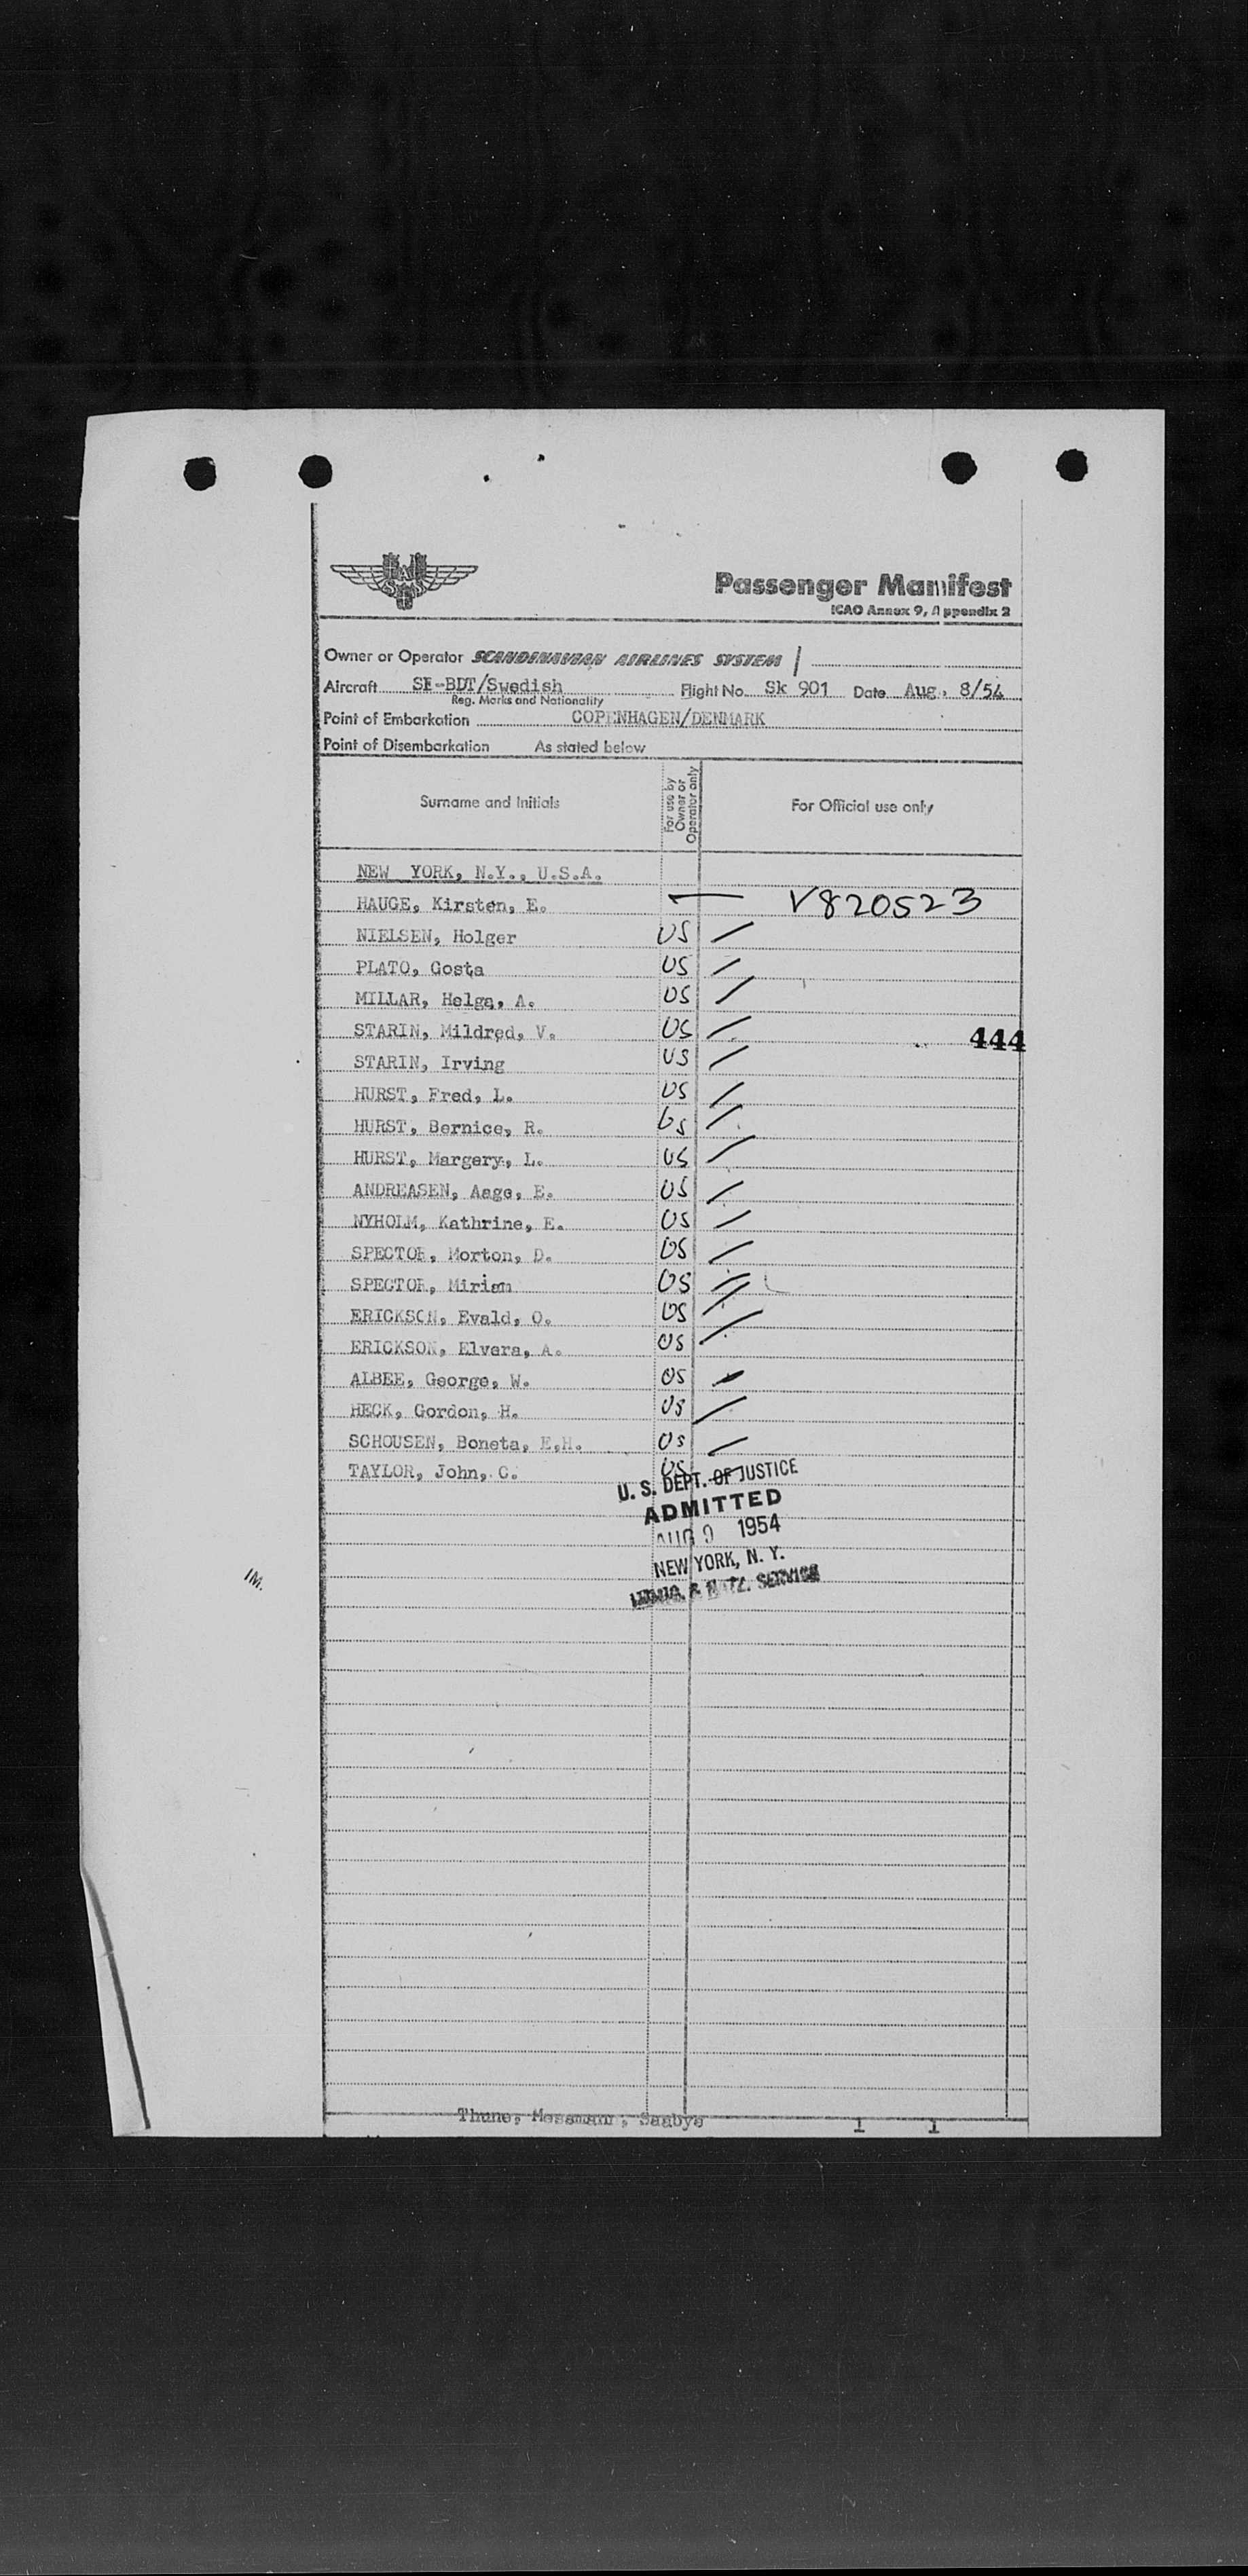 SAS
Passenger Manifest
ICAO Annex 9, Appendix 2
Owner or Operator SCANDINAVIAN AIRLINES SYSTEM /
Aircraft SE-BDT/Swedish Flight No. Sk 901 Date Aug. 8/54
Reg. Marks and Nationality
Point of Embarkation COPENHAGEN/DENMARK
Point of Disembarkation As stated below
Surname and Initials For use by Owner or Operator only For Official use only
NEW YORK, N.Y., U.S.A.
HAUGE, Kirsten, E. — V820523
NIELSEN, Holger US /
PLATO, Gosta US /
MILLAR, Helga, A. US /
STARIN, Mildred, V. US / 444
STARIN, Irving US /
HURST, Fred, L. US /
HURST, Bernice, R. US /
HURST, Margery, L. US /
ANDREASEN, Aage, E. US /
NYHOLM, Kathrine, E. US /
SPECTOR, Morton, D. US /
SPECTOR, Miriam US /
ERICKSON, Evald, O. US /
ERICKSON, Elvera, A. US /
ALBEE, George, W. US /
HECK, Gordon, H. US /
SCHOUSEN, Boneta, E.H. US /
TAYLOR, John, C. US
U. S. DEPT. OF JUSTICE
ADMITTED
AUG 9 1954
NEW YORK, N. Y.
IMMIG. & NATZ. SERVICE
IM.
Thune, Messmann, Saabye 1 1